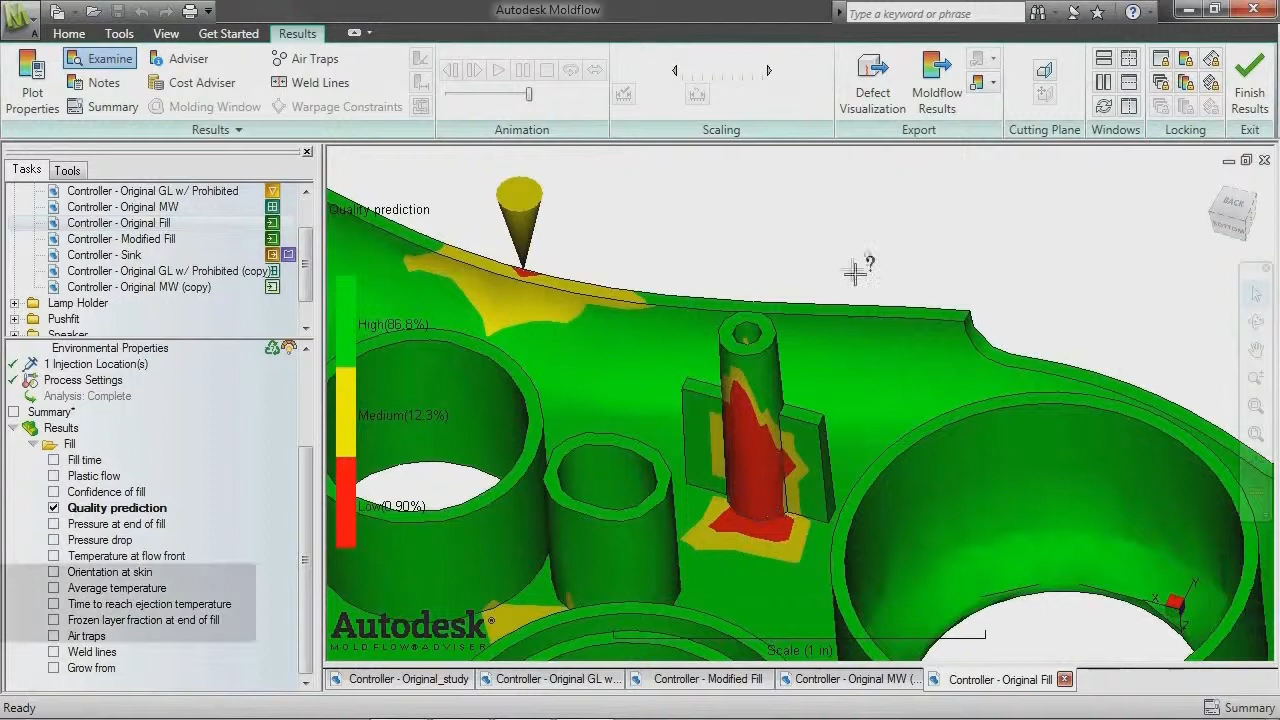 Autodesk Moldflow
Type a keyword or phrase
Home Tools View Get Started Results
Plot Properties
Examine
Notes
Summary
Adviser
Cost Adviser
Molding Window
Air Traps
Weld Lines
Warpage Constraints
Defect Visualization
Moldflow Results
Finish Results
Results Animation Scaling Export Cutting Plane Windows Locking Exit
Tasks Tools
Controller - Original GL w/ Prohibited
Controller - Original MW
Controller - Original Fill
Controller - Modified Fill
Controller - Sink
Controller - Original GL w/ Prohibited (copy)
Controller - Original MW (copy)
Lamp Holder
Pushfit
Speaker
Environmental Properties
1 Injection Location(s)
Process Settings
Analysis: Complete
Summary*
Results
Fill
Fill time
Plastic flow
Confidence of fill
Quality prediction
Pressure at end of fill
Pressure drop
Temperature at flow front
Orientation at skin
Average temperature
Time to reach ejection temperature
Frozen layer fraction at end of fill
Air traps
Weld lines
Grow from
Quality prediction
High(86.8%)
Medium(12.3%)
Low(0.90%)
BACK
BOTTOM
X Y Z
Autodesk®
MOLDFLOW®ADVISER
Scale (1 in)
Controller - Original_study Controller - Original GL w... Controller - Modified Fill Controller - Original MW (... Controller - Original Fill
Ready Summary